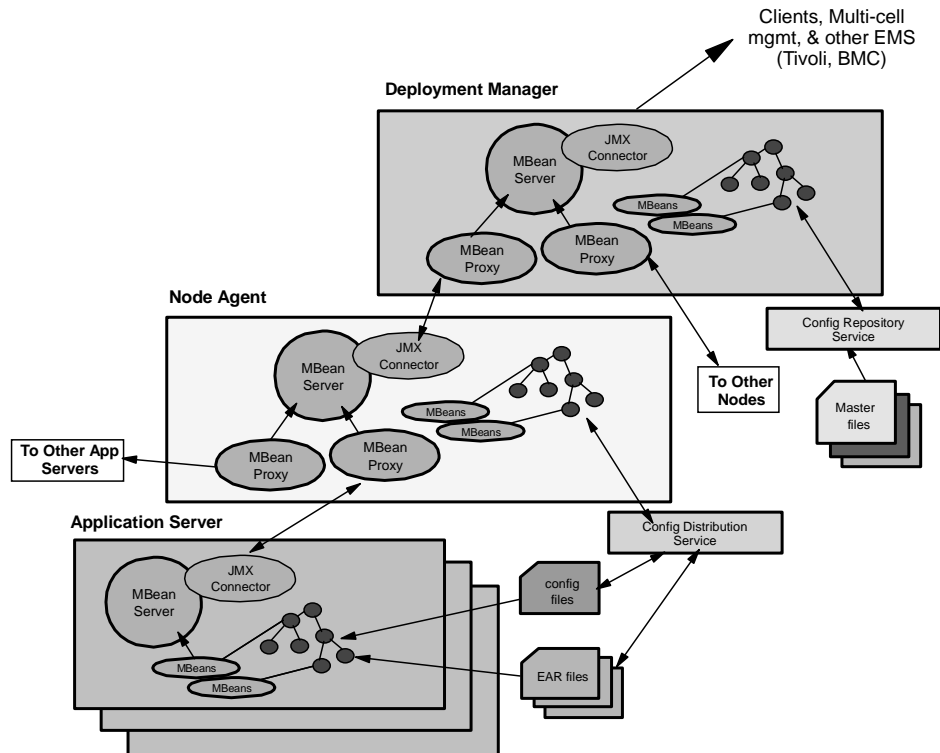 Clients, Multi-cell
mgmt, & other EMS
(Tivoli, BMC)
Deployment Manager
MBean
Server
JMX
Connector
MBeans
MBeans
MBean
Proxy
MBean
Proxy
Node Agent
Config Repository
Service
MBean
Server
JMX
Connector
To Other
Nodes
Master
files
MBeans
MBeans
To Other App
Servers
MBean
Proxy
MBean
Proxy
Application Server
Config Distribution
Service
MBean
Server
JMX
Connector
config
files
MBeans
MBeans
EAR files